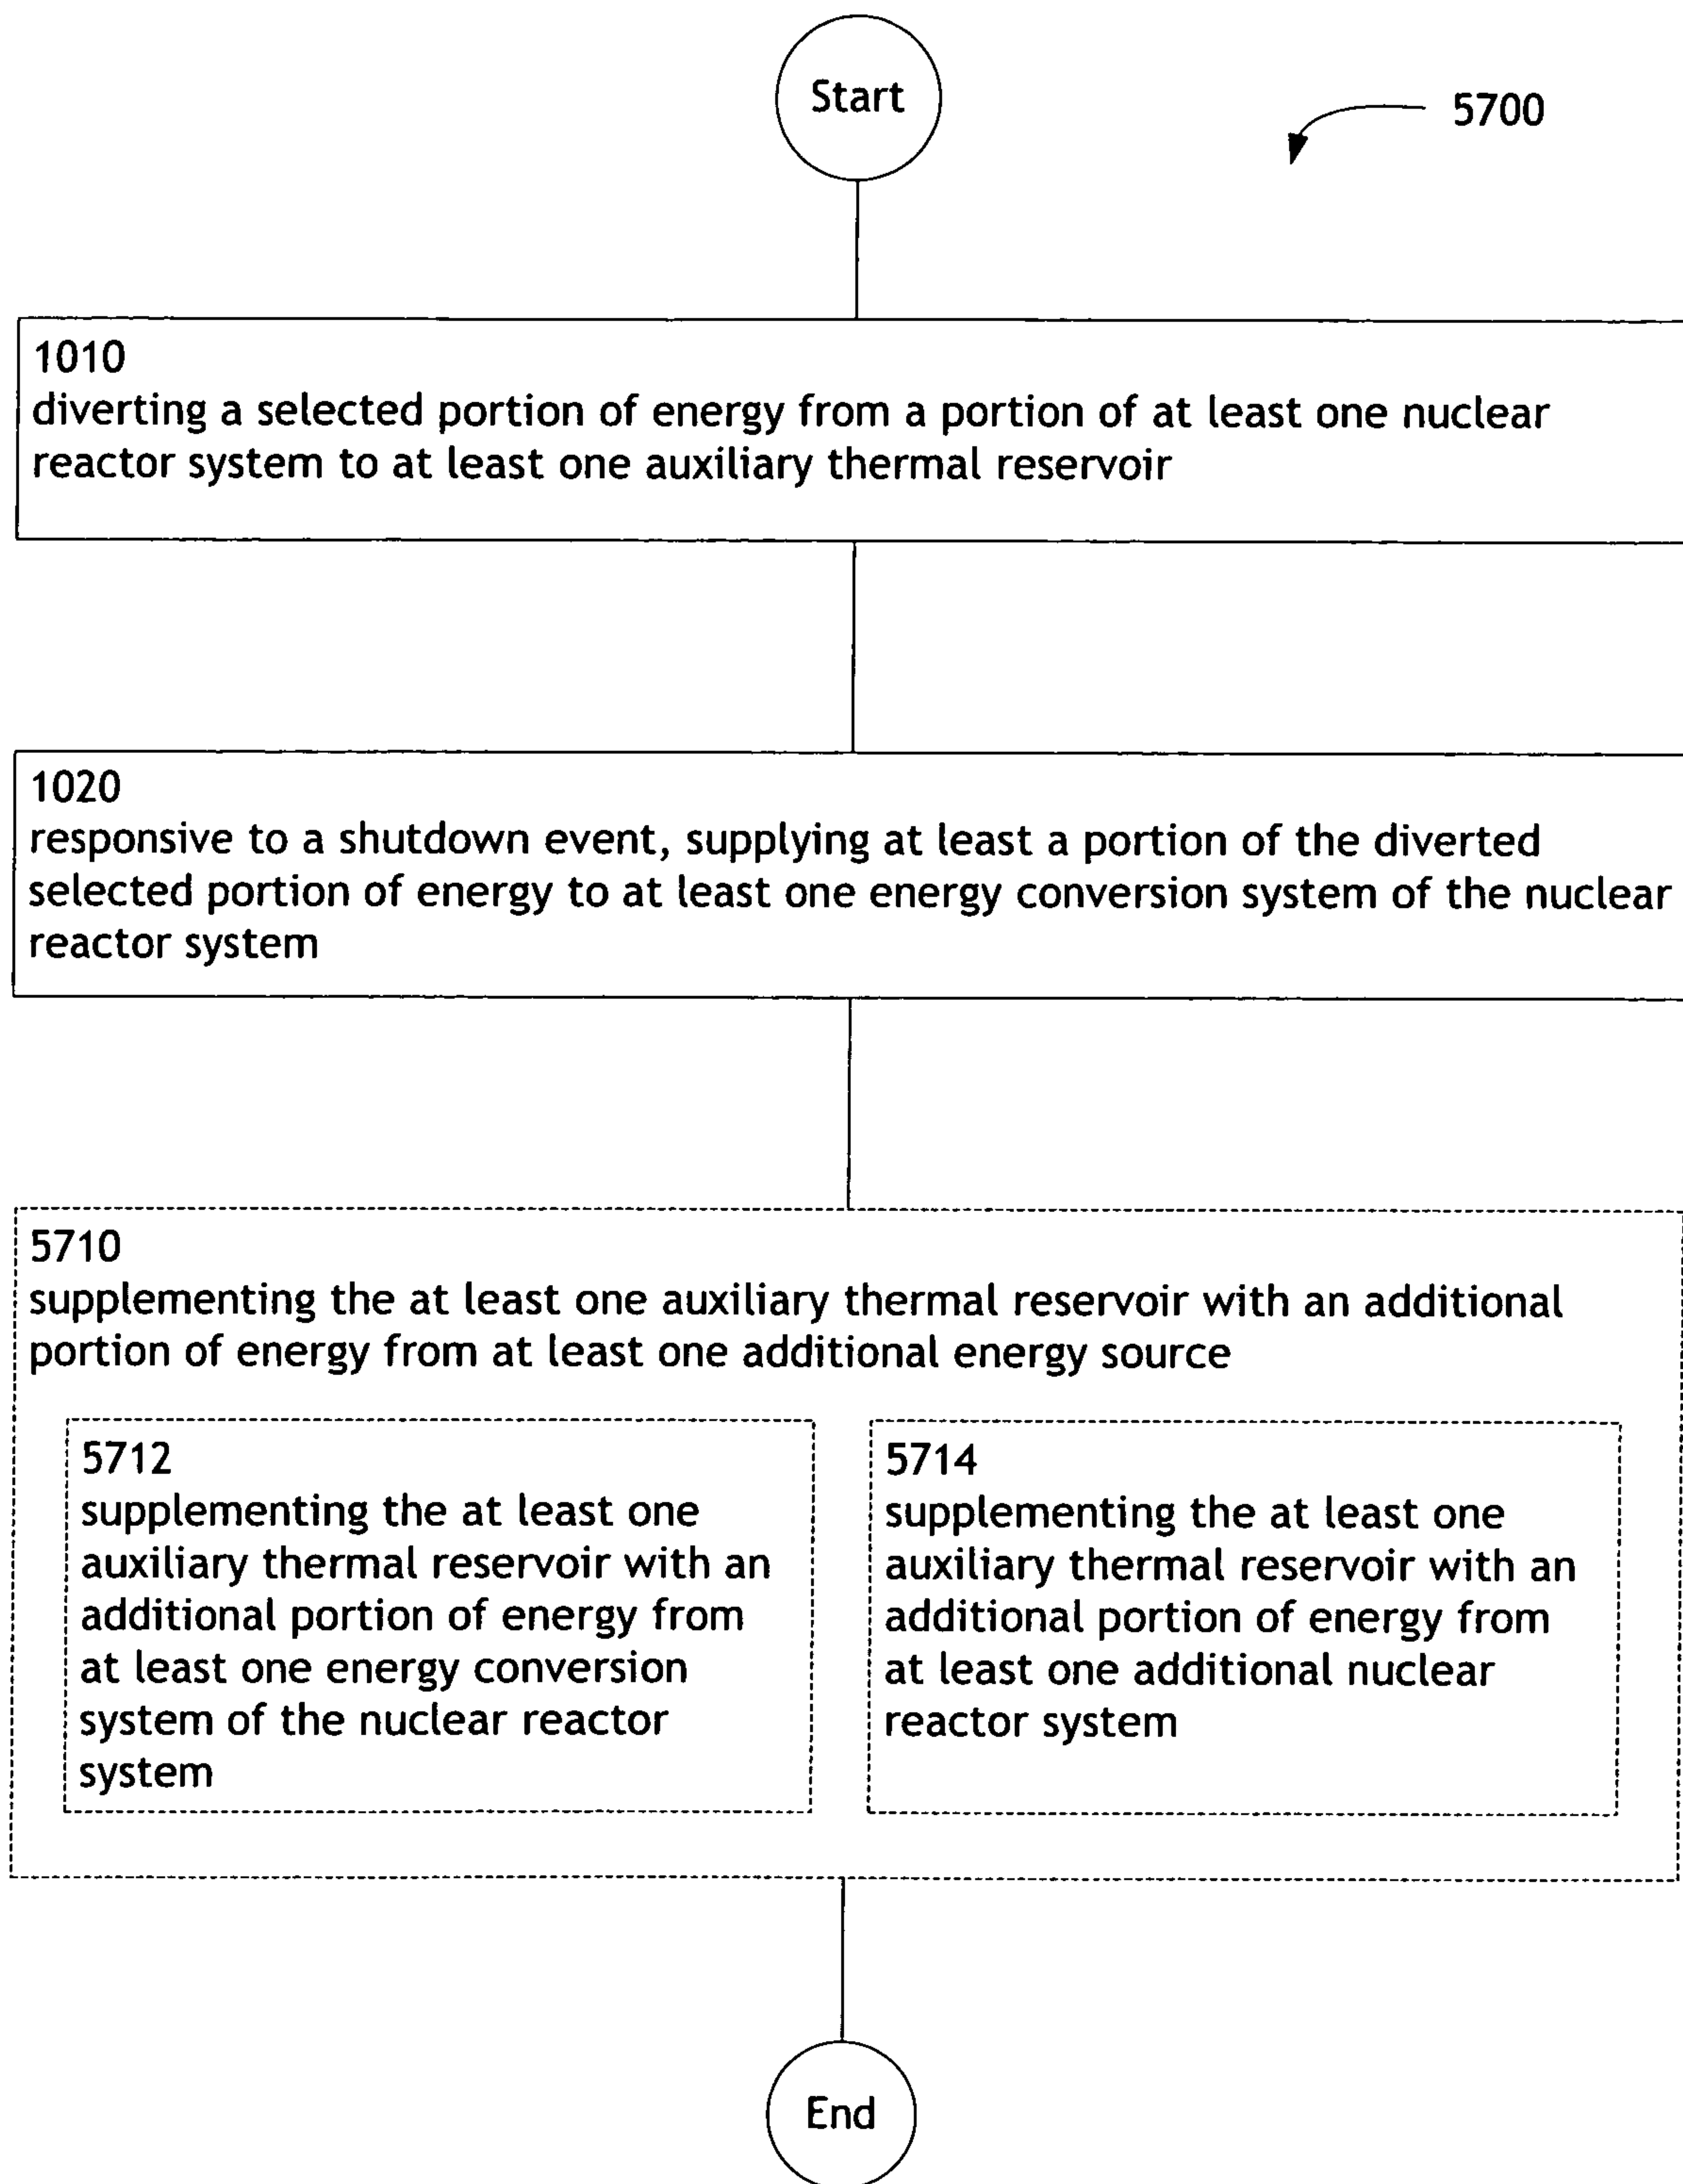 Start
5700
1010
diverting a selected portion of energy from a portion of at least one nuclear
reactor system to at least one auxiliary thermal reservoir
1020
responsive to a shutdown event, supplying at least a portion of the diverted
selected portion of energy to at least one energy conversion system of the nuclear
reactor system
5710
supplementing the at least one auxiliary thermal reservoir with an additional
portion of energy from at least one additional energy source
5712
supplementing the at least one
auxiliary thermal reservoir with an
additional portion of energy from
at least one energy conversion
system of the nuclear reactor
system
5714
supplementing the at least one
auxiliary thermal reservoir with an
additional portion of energy from
at least one additional nuclear
reactor system
End